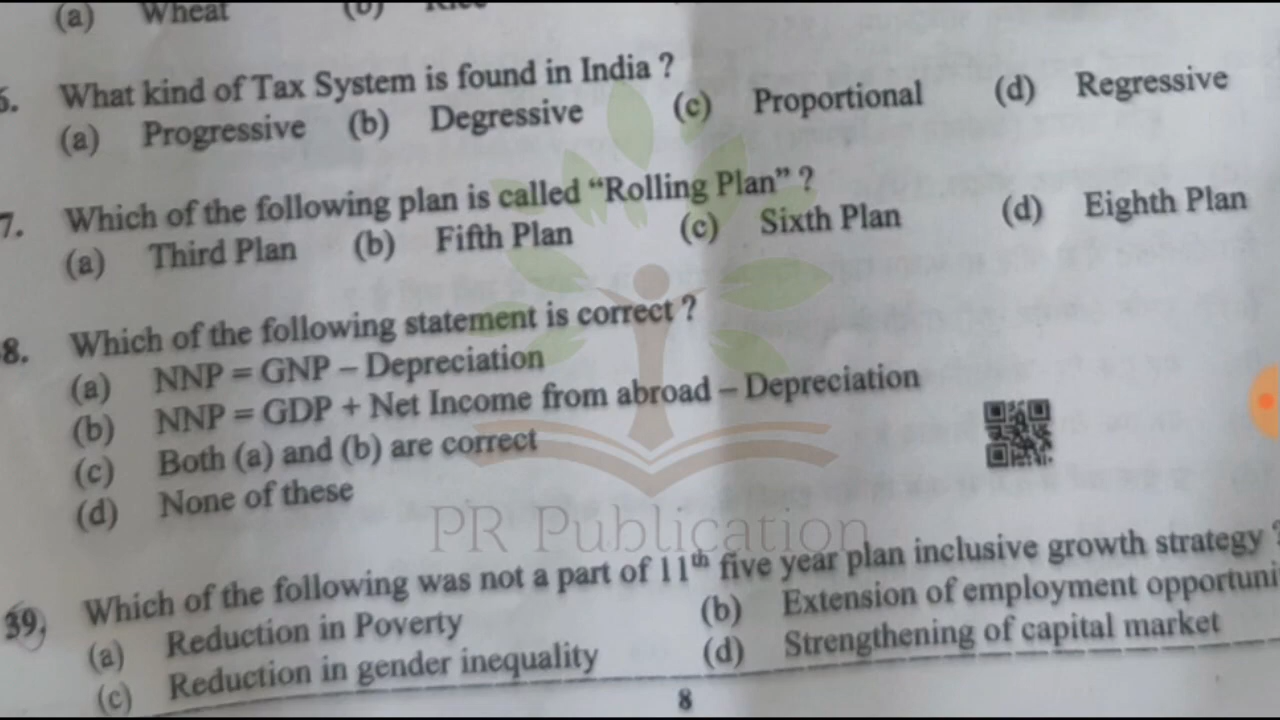 (a) Wheat (b) Rice
6. What kind of Tax System is found in India ?
(a) Progressive (b) Degressive (c) Proportional (d) Regressive
7. Which of the following plan is called “Rolling Plan” ?
(a) Third Plan (b) Fifth Plan (c) Sixth Plan (d) Eighth Plan
8. Which of the following statement is correct ?
(a) NNP = GNP – Depreciation
(b) NNP = GDP + Net Income from abroad – Depreciation
(c) Both (a) and (b) are correct
(d) None of these
PR Publication
39. Which of the following was not a part of 11th five year plan inclusive growth strategy ?
(a) Reduction in Poverty (b) Extension of employment opportuni
(c) Reduction in gender inequality (d) Strengthening of capital market
8